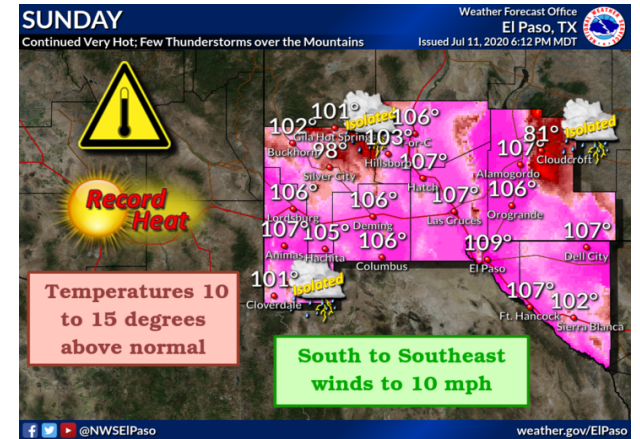 SUNDAY
Continued Very Hot; Few Thunderstorms over the Mountains
Weather Forecast Office
El Paso, TX
Issued Jul 11, 2020 6:12 PM MDT
101°
Gila Hot Springs
Isolated
106°
T-or-C
Isolated
102°
Buckhorn
98°
Silver City
103°
Hillsboro
107°
Hatch
107°
Alamogordo
81°
Cloudcroft
Record
Heat
106°
Lordsburg
106°
Deming
107°
Las Cruces
106°
Orogrande
107°
Animas
105°
Hachita
106°
Columbus
109°
El Paso
107°
Dell City
101°
Cloverdale
Isolated
107°
Ft. Hancock
102°
Sierra Blanca
Temperatures 10
to 15 degrees
above normal
South to Southeast
winds to 10 mph
@NWSElPaso
weather.gov/ElPaso